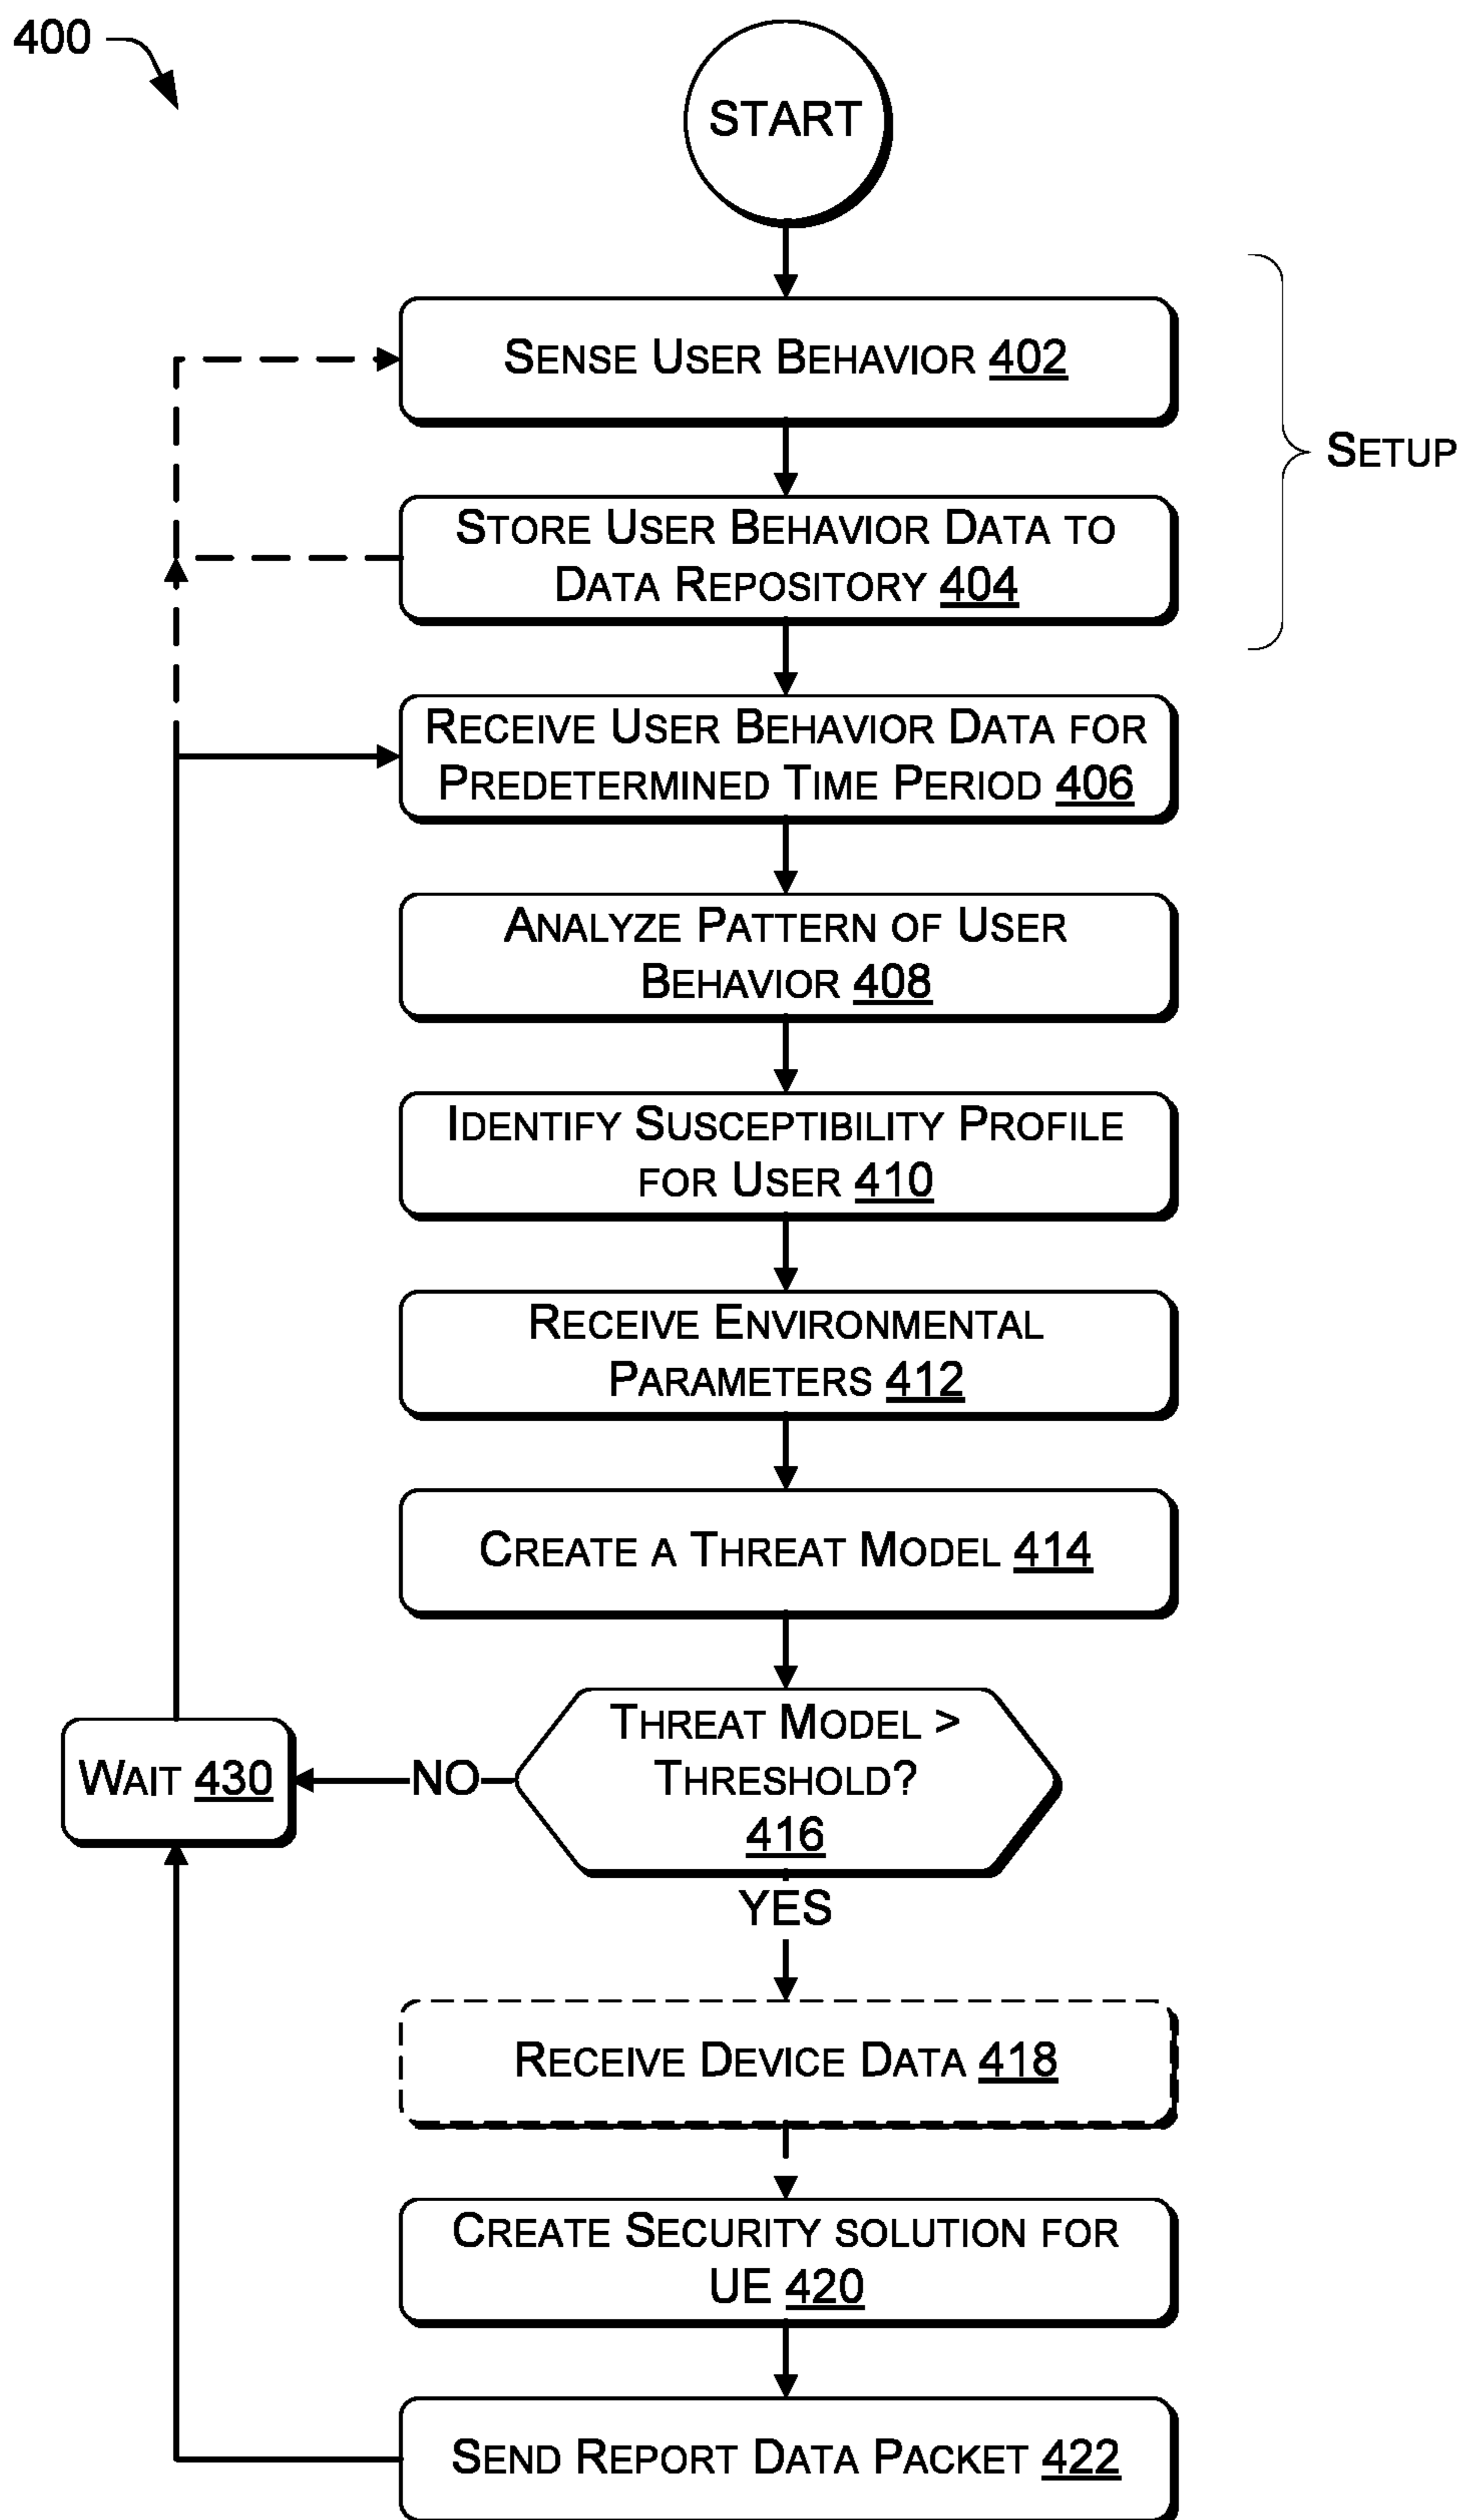 400
START
SENSE USER BEHAVIOR 402
SETUP
STORE USER BEHAVIOR DATA TO
DATA REPOSITORY 404
RECEIVE USER BEHAVIOR DATA FOR
PREDETERMINED TIME PERIOD 406
ANALYZE PATTERN OF USER
BEHAVIOR 408
IDENTIFY SUSCEPTIBILITY PROFILE
FOR USER 410
RECEIVE ENVIRONMENTAL
PARAMETERS 412
CREATE A THREAT MODEL 414
THREAT MODEL >
THRESHOLD?
416
NO
WAIT 430
YES
RECEIVE DEVICE DATA 418
CREATE SECURITY SOLUTION FOR
UE 420
SEND REPORT DATA PACKET 422